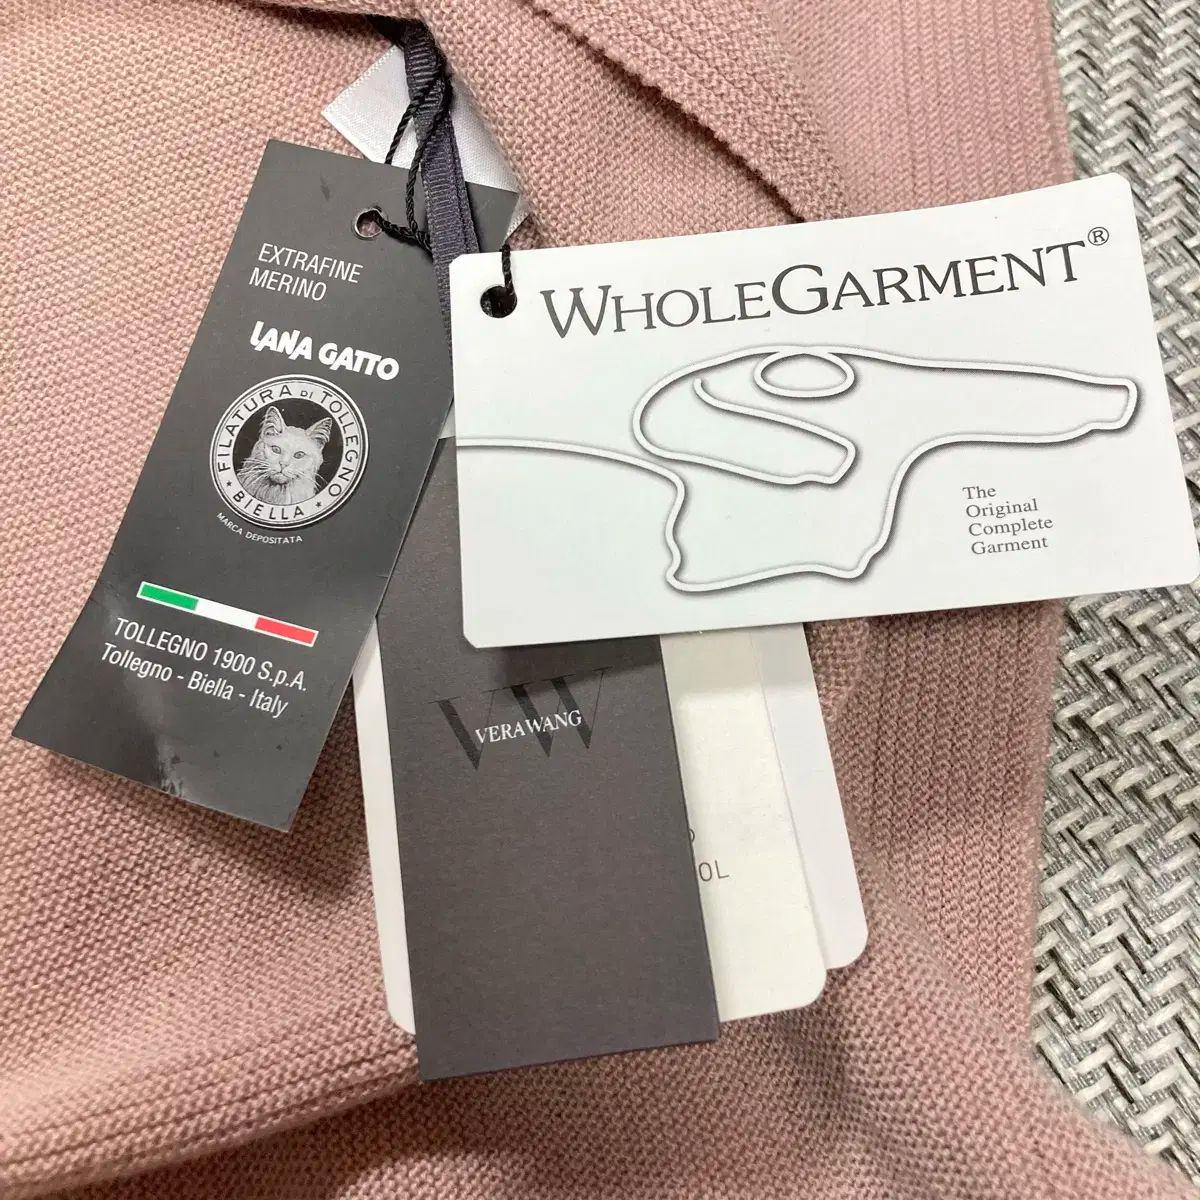 EXTRAFINE
MERINO
LANA GATTO
FILATURA DI TOLLEGNO
* BIELLA *
MARCA DEPOSITATA
TOLLEGNO 1900 S.p.A.
Tollegno - Biella - Italy
WHOLEGARMENT®
The
Original
Complete
Garment
VW
VERA WANG
OL